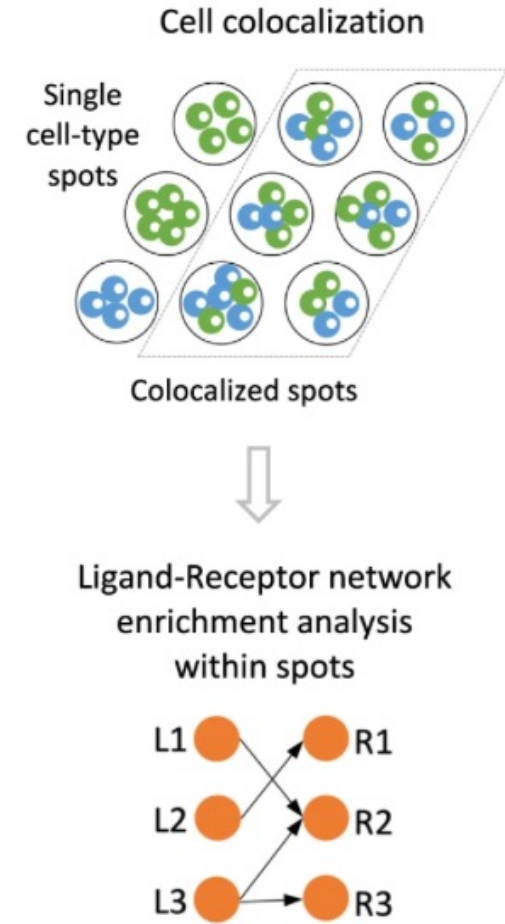 Cell colocalization
Single
cell-type
spots
Colocalized spots
Ligand-Receptor network
enrichment analysis
within spots
L1 R1
L2 R2
L3 R3